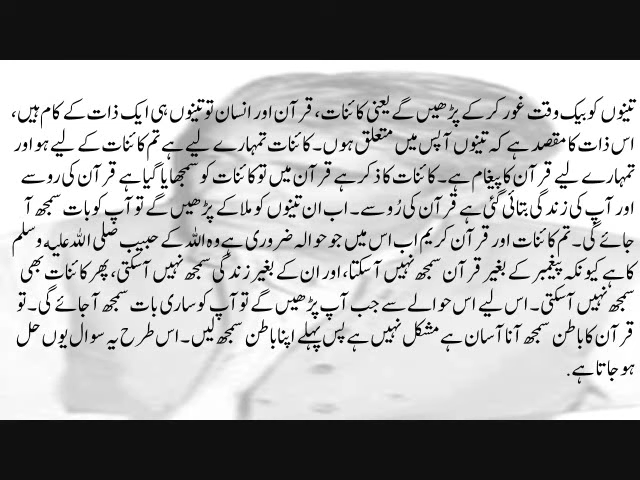 تینوں کو بیک وقت غور کر کے پڑھیں گے یعنی کائنات، قرآن اور انسان تو تینوں ہی ایک ذات کے کام ہیں،
اس ذات کا مقصد ہے کہ تینوں آپس میں متعلق ہوں۔ کائنات تمہارے لیے ہے تم کائنات کے لیے ہو اور
تمہارے لیے قرآن کا پیغام ہے۔ کائنات کا ذکر ہے قرآن میں تو کائنات کو سمجھایا گیا ہے قرآن کی رو سے
اور آپ کی زندگی بتائی گئی ہے قرآن کی رُو سے۔ اب ان تینوں کو ملا کے پڑھیں گے تو آپ کو بات سمجھ آ
جائے گی۔ تم کائنات اور قرآن کریم اب اس میں جو حوالہ ضروری ہے وہ اللہ کے حبیب صلی اللہ علیہ وسلم
کا ہے کیونکہ پیغمبر کے بغیر قرآن سمجھ نہیں آ سکتا، اور ان کے بغیر زندگی سمجھ نہیں آسکتی، پھر کائنات بھی
سمجھ نہیں آسکتی۔ اس لیے اس حوالے سے جب آپ پڑھیں گے تو آپ کو ساری بات سمجھ آ جائے گی۔ تو
قرآن کا باطن سمجھ آنا آسان ہے مشکل نہیں ہے پس پہلے اپنا باطن سمجھ لیں۔ اس طرح یہ سوال یوں حل
ہو جاتا ہے.